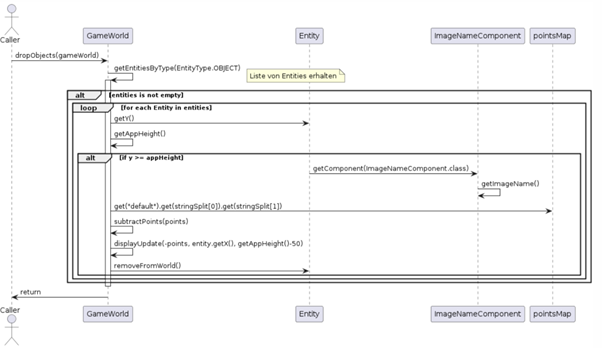 Caller
GameWorld
Entity
ImageNameComponent
pointsMap
dropObjects(gameWorld)
getEntitiesByType(EntityType.OBJECT)
Liste von Entities erhalten
alt
[entities is not empty]
loop
[for each Entity in entities]
getY()
getAppHeight()
alt
[if y >= appHeight]
getComponent(ImageNameComponent.class)
getImageName()
get("default").get(stringSplit[0]).get(stringSplit[1])
subtractPoints(points)
displayUpdate(-points, entity.getX(), getAppHeight()-50)
removeFromWorld()
return
Caller
GameWorld
Entity
ImageNameComponent
pointsMap